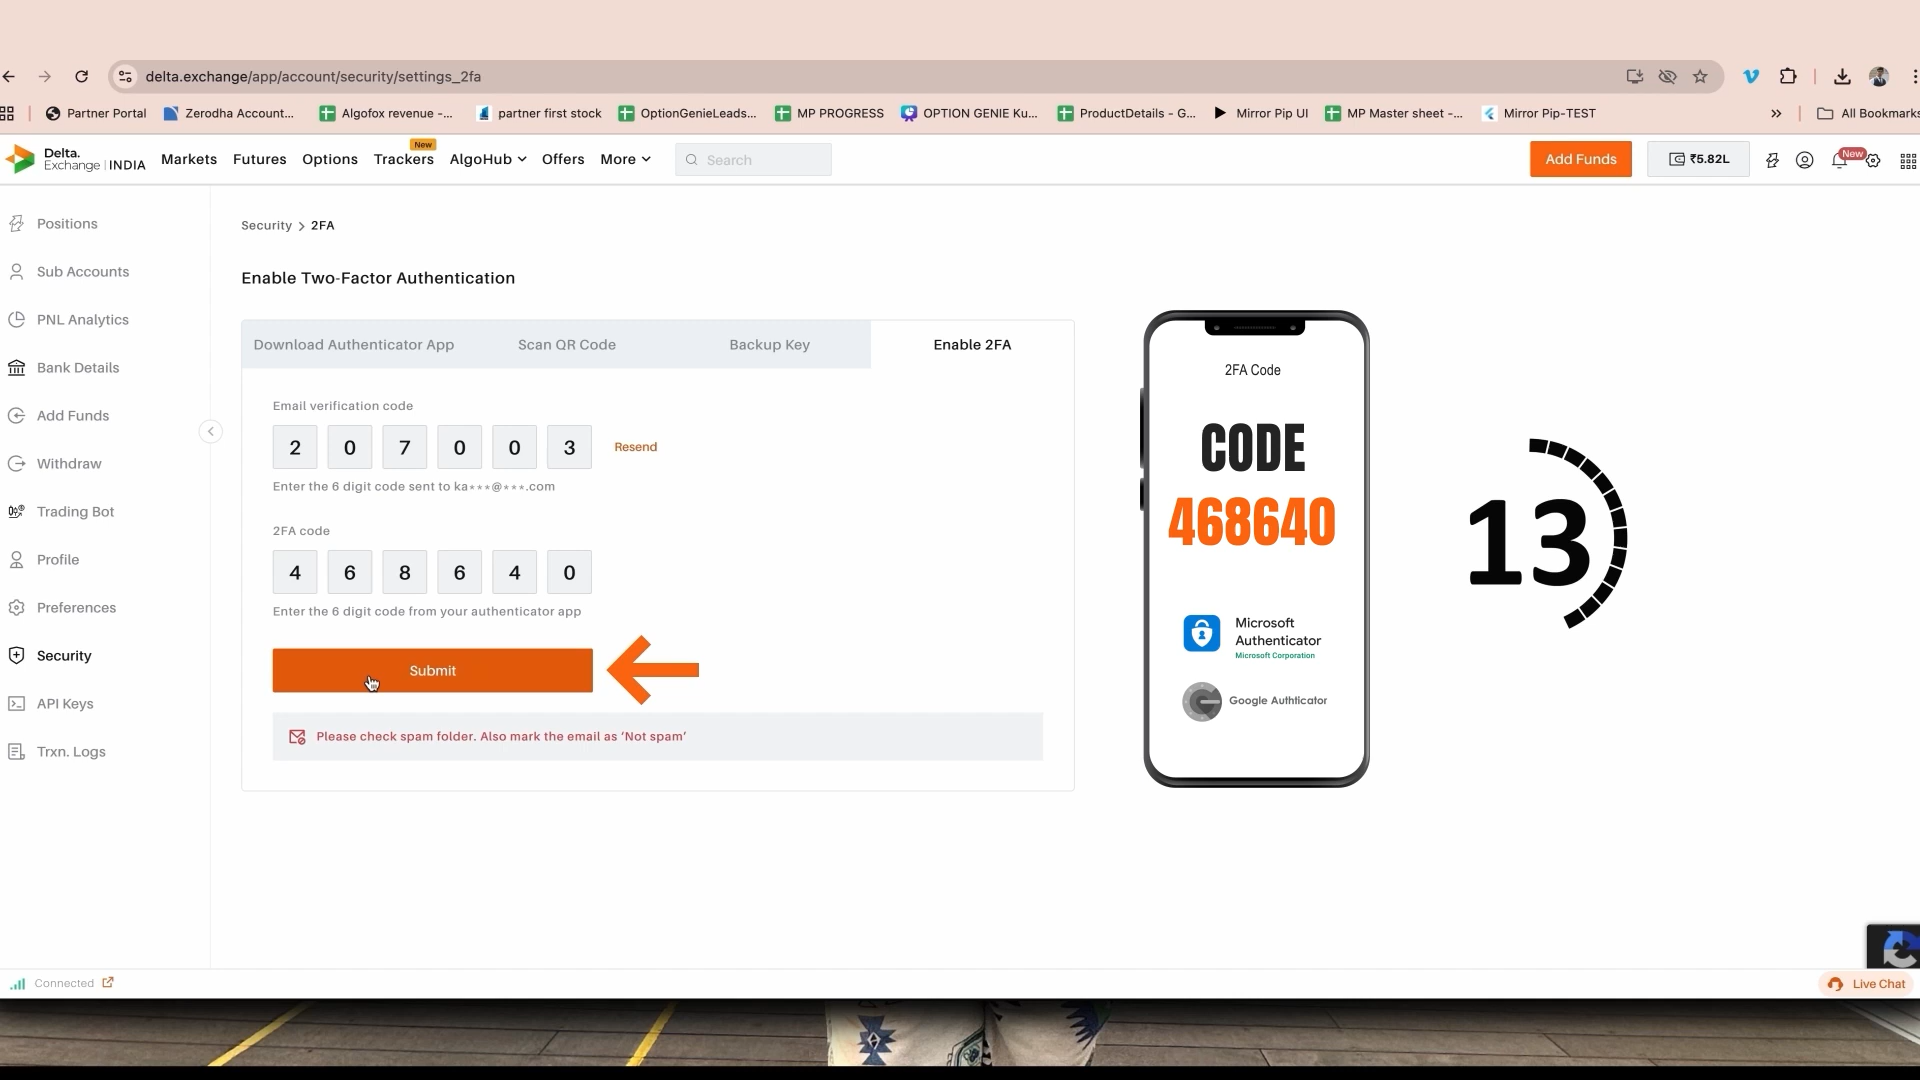 delta.exchange/app/account/security/settings_2fa
Partner Portal
Zerodha Account...
Algofox revenue -...
partner first stock
OptionGenieLeads...
MP PROGRESS
OPTION GENIE Ku...
ProductDetails - G...
Mirror Pip UI
MP Master sheet -...
Mirror Pip-TEST
All Bookmarks
Delta.
Exchange | INDIA
Markets
Futures
Options
Trackers
New
AlgoHub
Offers
More
Search
Add Funds
₹5.82L
New
Positions
Sub Accounts
PNL Analytics
Bank Details
Add Funds
Withdraw
Trading Bot
Profile
Preferences
Security
API Keys
Trxn. Logs
Security > 2FA
Enable Two-Factor Authentication
Download Authenticator App
Scan QR Code
Backup Key
Enable 2FA
Email verification code
2 0 7 0 0 3
Resend
Enter the 6 digit code sent to ka***@***.com
2FA code
4 6 8 6 4 0
Enter the 6 digit code from your authenticator app
Submit
Please check spam folder. Also mark the email as ‘Not spam’
2FA Code
CODE
468640
Microsoft
Authenticator
Microsoft Corporation
Google Authticator
13
Connected
Live Chat